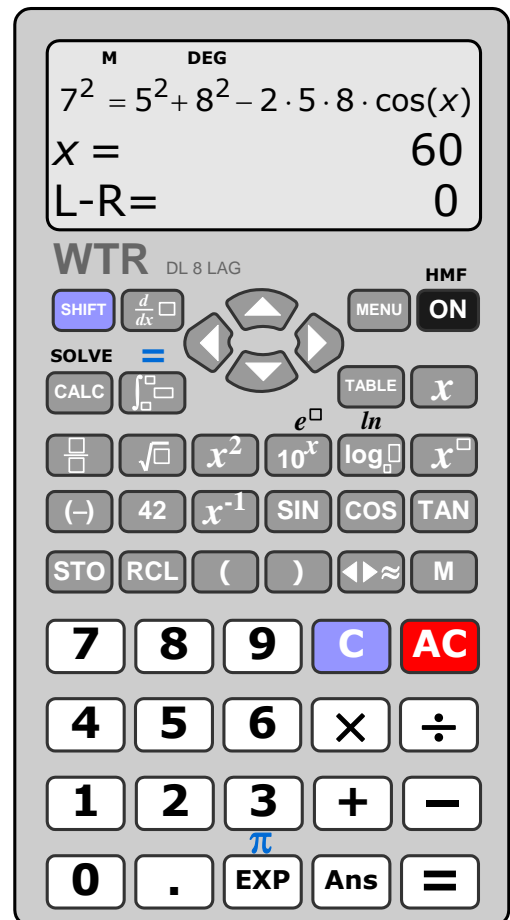 M DEG
7² = 5² + 8² − 2 · 5 · 8 · cos(x)
x = 60
L-R= 0
WTR DL 8 LAG
HMF
SHIFT d/dx □ MENU ON
SOLVE =
CALC ∫□ □ □ TABLE x
e□ ln
□/□ √□ x² 10ˣ log□ □ x□
(–) 42 x⁻¹ SIN COS TAN
STO RCL ( ) ◀▶≈ M
7 8 9 C AC
4 5 6 × ÷
1 2 3 + −
π
0 . EXP Ans =